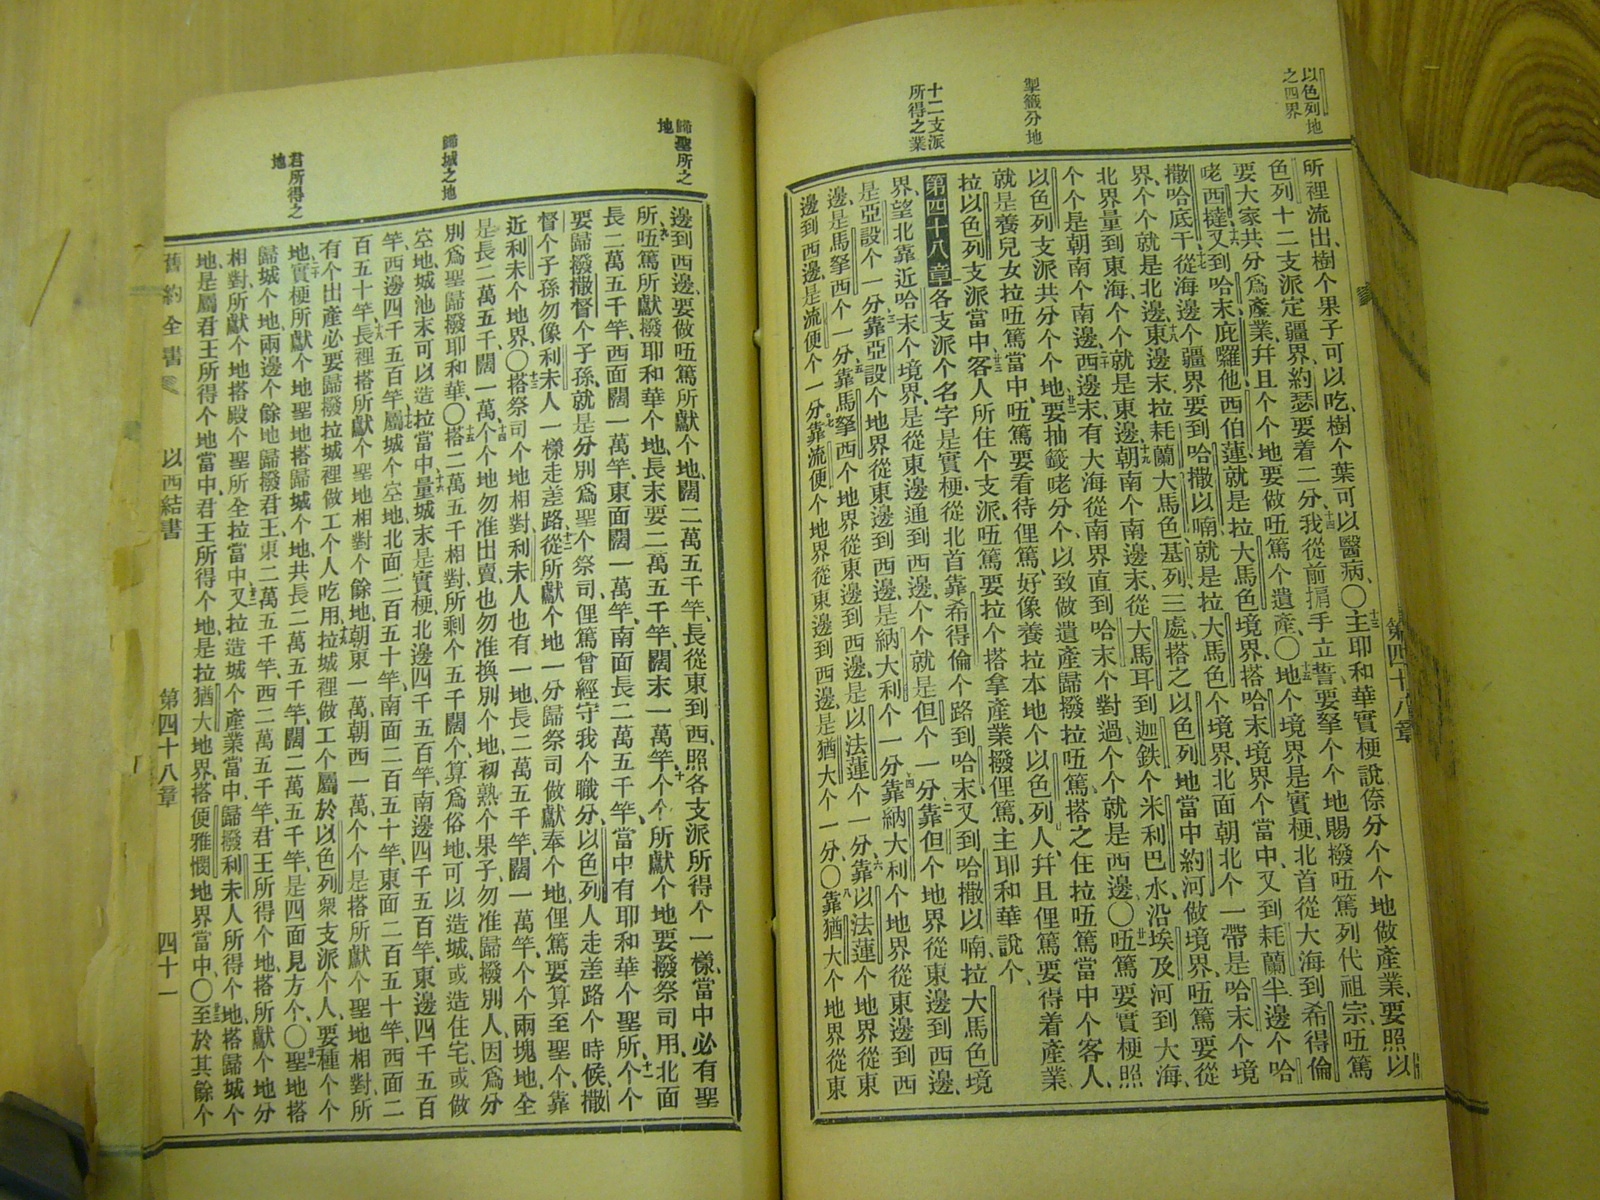 以色列地
之四界
掣籤分地
十二支派
所得之業
所裡流出、樹个果子可以吃、樹个葉可以醫病、〇主耶和華實梗說、倷分个个地做產業、要照以
色列十二支派定疆界、約瑟要着二分、我從前搿手立誓、要拏个个地賜撥㕶篤列代祖宗、㕶篤
要大家共分爲產業、幷且个个地要做㕶篤个遺產、〇地个境界是實梗、北首從大海到希得倫
咾西撻、又到哈末、庇囉他、西伯蓮、就是拉大馬色境界、搭哈末境界个當中、又到耗蘭半邊个哈
撒哈底干、從海邊个疆界、要到哈撒以喃、就是拉大馬色个境界、北面朝北个一帶、是哈末个境
界、个个就是北邊、東邊末、拉耗蘭大馬色基列三處、搭之以色列地當中、約河做境界、㕶篤要從
北界量到東海、个个就是東邊、朝南个南邊末、從大馬耳到迦鉄个米利巴水、沿埃及河到大海、
个个是朝南个南邊、西邊末、有大海、從南界直到哈末个對過、个个就是西邊、〇㕶篤要實梗照
以色列支派共分个个地、要抽籤咾分个、以致做遺產歸撥拉㕶篤、搭之住拉㕶篤當中个客人、
就是養兒女拉㕶篤當中、㕶篤要看待俚篤、好像養拉本地个以色列人、幷且俚篤要得着產業
拉以色列支派當中、客人所住个支派、㕶篤要拉个搭拿產業撥俚篤、主耶和華說个、
第四十八章 各支派个名字是實梗、從北首靠希得倫个路到哈末、又到哈撒以喃、拉大馬色境
界、望北靠近哈末个境界、是從東邊通到西邊、个个就是但个一分、靠但个地界、從東邊到西邊、
是亞設个一分、靠亞設个地界、從東邊到西邊、是納大利个一分、靠納大利个地界、從東邊到西
邊、是馬拏西个一分、靠馬拏西个地界、從東邊到西邊、是以法蓮个一分、靠以法蓮个地界、從東
邊到西邊、是流便个一分、靠流便个地界、從東邊到西邊、是猶大个一分、〇靠猶大个地界、從東
第四十八章
歸聖所之
地
歸城之地
君所得之
地
邊到西邊、要做㕶篤所獻个地、闊二萬五千竿、長從東到西、照各支派所得个一樣、當中必有聖
所、㕶篤所獻撥耶和華个地、長末要二萬五千竿、闊末一萬竿、个个所獻个地、要撥祭司用、北面
長二萬五千竿、西面闊一萬竿、東面闊一萬竿、南面長二萬五千竿、當中有耶和華个聖所、个个
要歸撥撒督个子孫、就是分別爲聖个祭司、俚篤曾經守我个職分、以色列人走差路个時候、撒
督个子孫勿像利未人一樣走差路、從所獻个地、一分歸祭司做獻奉个地、俚篤要算至聖个、靠
近利未个地界、〇搭祭司个地相對、利未人也有一地、長二萬五千竿、闊一萬竿、个个兩塊地、全
是長二萬五千、闊一萬、个个地勿准出賣、也勿准換別个地、初熟个果子、勿准歸撥別人、因爲分
別爲聖歸撥耶和華、〇搭二萬五千相對、所剩个五千闊个、算爲俗地、可以造城、或造住宅、或做
空地、城池末可以造拉當中、量城末是實梗、北邊四千五百竿、南邊四千五百竿、東邊四千五百
竿、西邊四千五百竿、屬城个空地、北面二百五十竿、南面二百五十竿、東面二百五十竿、西面二
百五十竿、長裡搭所獻个聖地相對个餘地、朝東一萬、朝西一萬、个个是搭所獻个聖地相對、所
有个出產、必要歸撥拉城裡做工个人吃用、拉城裡做工个、屬於以色列衆支派个人、要種个个
地、實梗所獻个地、聖地搭歸城个地、共長二萬五千竿、闊二萬五千竿、是四面見方个、〇聖地搭
歸城个地、兩邊个餘地、歸撥君王、東二萬五千竿、西二萬五千竿、君王所得个地、搭所獻个地分
相對、所獻个地、搭殿个聖所、全拉當中、又拉造城个產業當中、歸撥利未人所得个地、搭歸城个
地、是屬君王所得个地當中、君王所得个地、是拉猶大地界、搭便雅憫地界當中、〇至於其餘个
舊約全書 以西結書 第四十八章 四十一